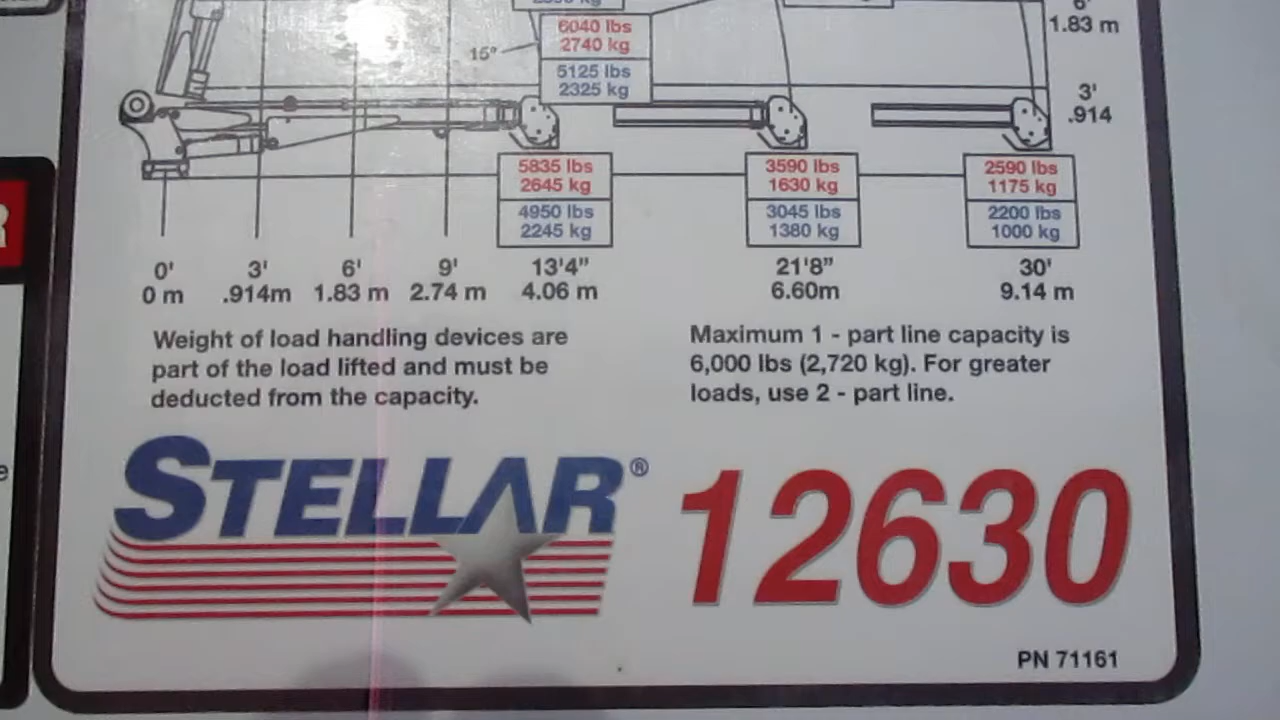 6'
1.83 m
6040 lbs
2740 kg
15°
5125 lbs
2325 kg
3'
.914
5835 lbs
2645 kg
4950 lbs
2245 kg
3590 lbs
1630 kg
3045 lbs
1380 kg
2590 lbs
1175 kg
2200 lbs
1000 kg
0' 3' 6' 9' 13'4” 21'8” 30'
0 m .914m 1.83 m 2.74 m 4.06 m 6.60m 9.14 m
Weight of load handling devices are
part of the load lifted and must be
deducted from the capacity.
Maximum 1 - part line capacity is
6,000 lbs (2,720 kg). For greater
loads, use 2 - part line.
STELLAR®
12630
PN 71161